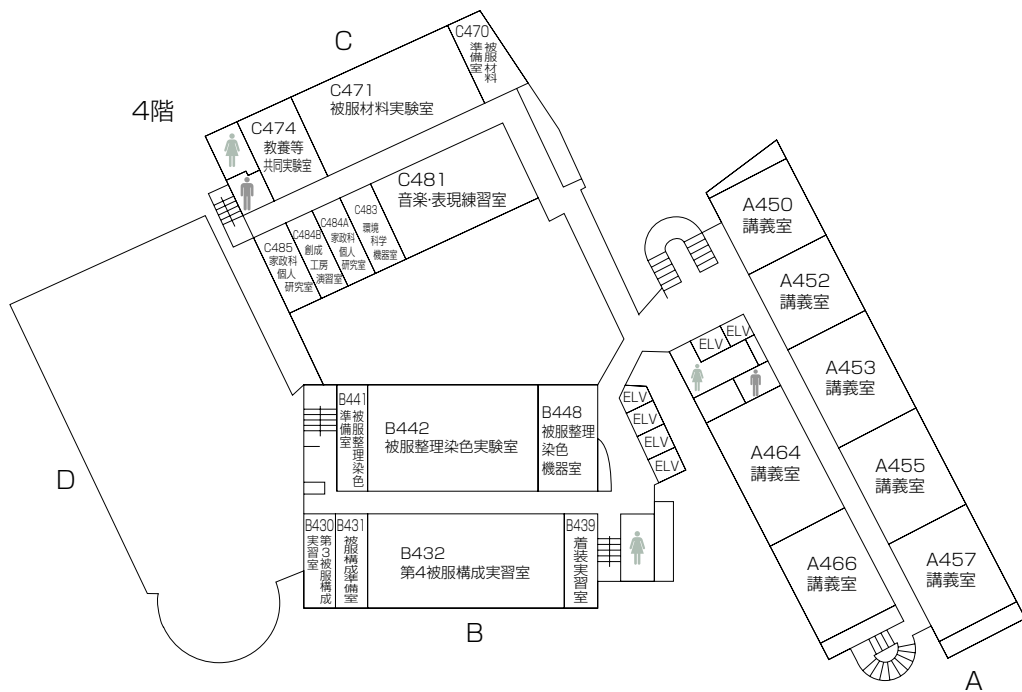 C
4階
C470
被服材料
準備室
C471
被服材料実験室
C474
教養等
共同実験室
C481
音楽・表現練習室
C483
環境
科学
機器室
C484A
家政科
個人
研究室
C484B
創成
工房
演習室
C485
家政科
個人
研究室
A450
講義室
A452
講義室
A453
講義室
A455
講義室
A457
講義室
A464
講義室
A466
講義室
ELV
ELV
ELV
ELV
ELV
ELV
B441
被服整理染色
準備室
B442
被服整理染色実験室
B448
被服整理
染色
機器室
B430
第3被服構成
実習室
B431
被服構成準備室
B432
第4被服構成実習室
B439
着装実習室
D
B
A